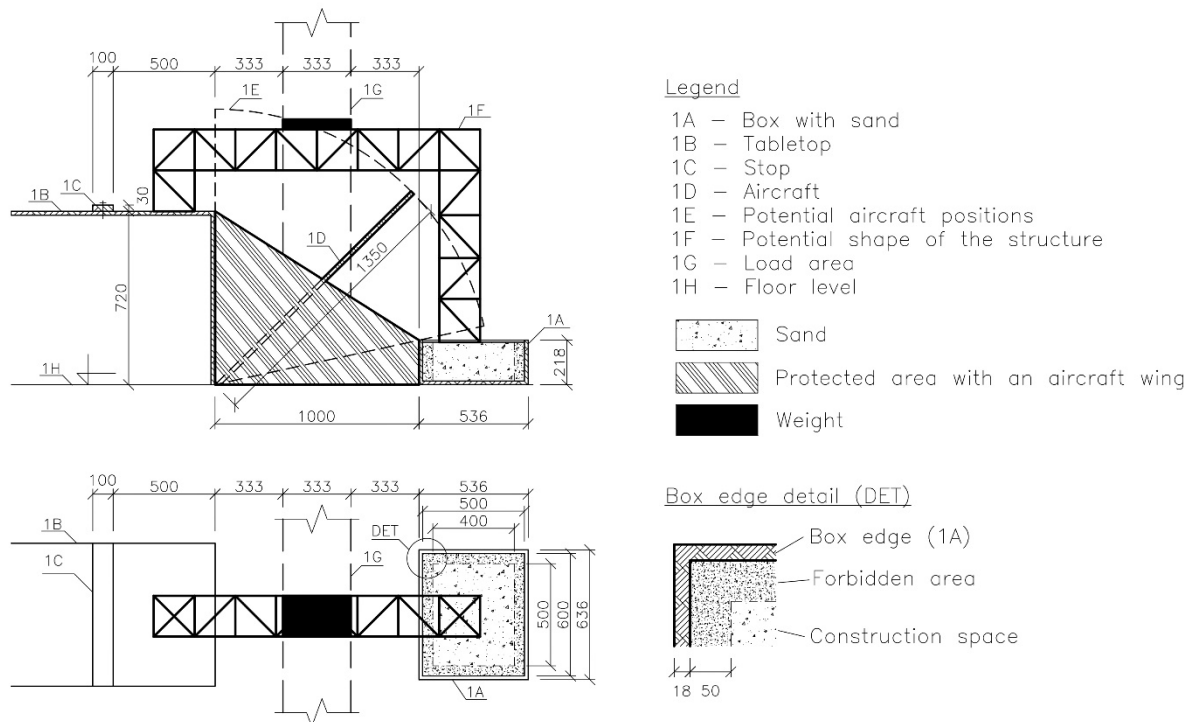 100
500
333
333
333
1E
1G
1F
1B
1C
30
1D
1350
720
1A
1H
218
1000
536
Legend
1A – Box with sand
1B – Tabletop
1C – Stop
1D – Aircraft
1E – Potential aircraft positions
1F – Potential shape of the structure
1G – Load area
1H – Floor level
Sand
Protected area with an aircraft wing
Weight
100
500
333
333
333
536
500
400
1B
1C
DET
1G
500
600
636
1A
Box edge detail (DET)
Box edge (1A)
Forbidden area
Construction space
18 50